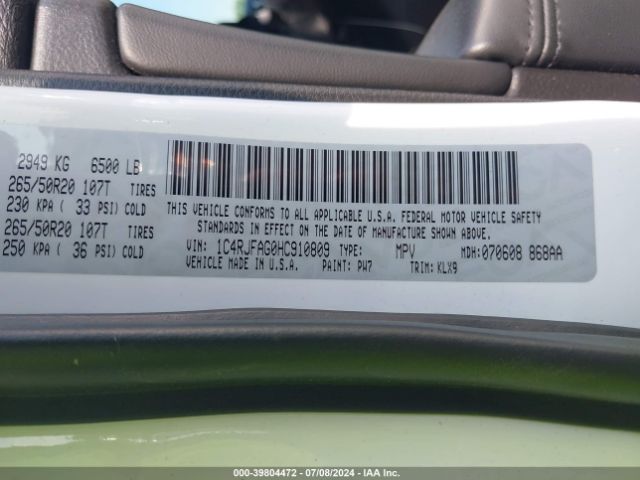 2949 KG 6500 LB
265/50R20 107T TIRES
230 KPA ( 33 PSI) COLD
265/50R20 107T TIRES
250 KPA ( 36 PSI) COLD
THIS VEHICLE CONFORMS TO ALL APPLICABLE U.S.A. FEDERAL MOTOR VEHICLE SAFETY
STANDARDS IN EFFECT ON THE DATE OF MANUFACTURE SHOWN ABOVE.
VIN: 1C4RJFAG0HC910809 TYPE: MPV MDH: 070608 868AA
VEHICLE MADE IN U.S.A. PAINT: PW7 TRIM: KLX9
000-39804472 - 07/08/2024 - IAA Inc.